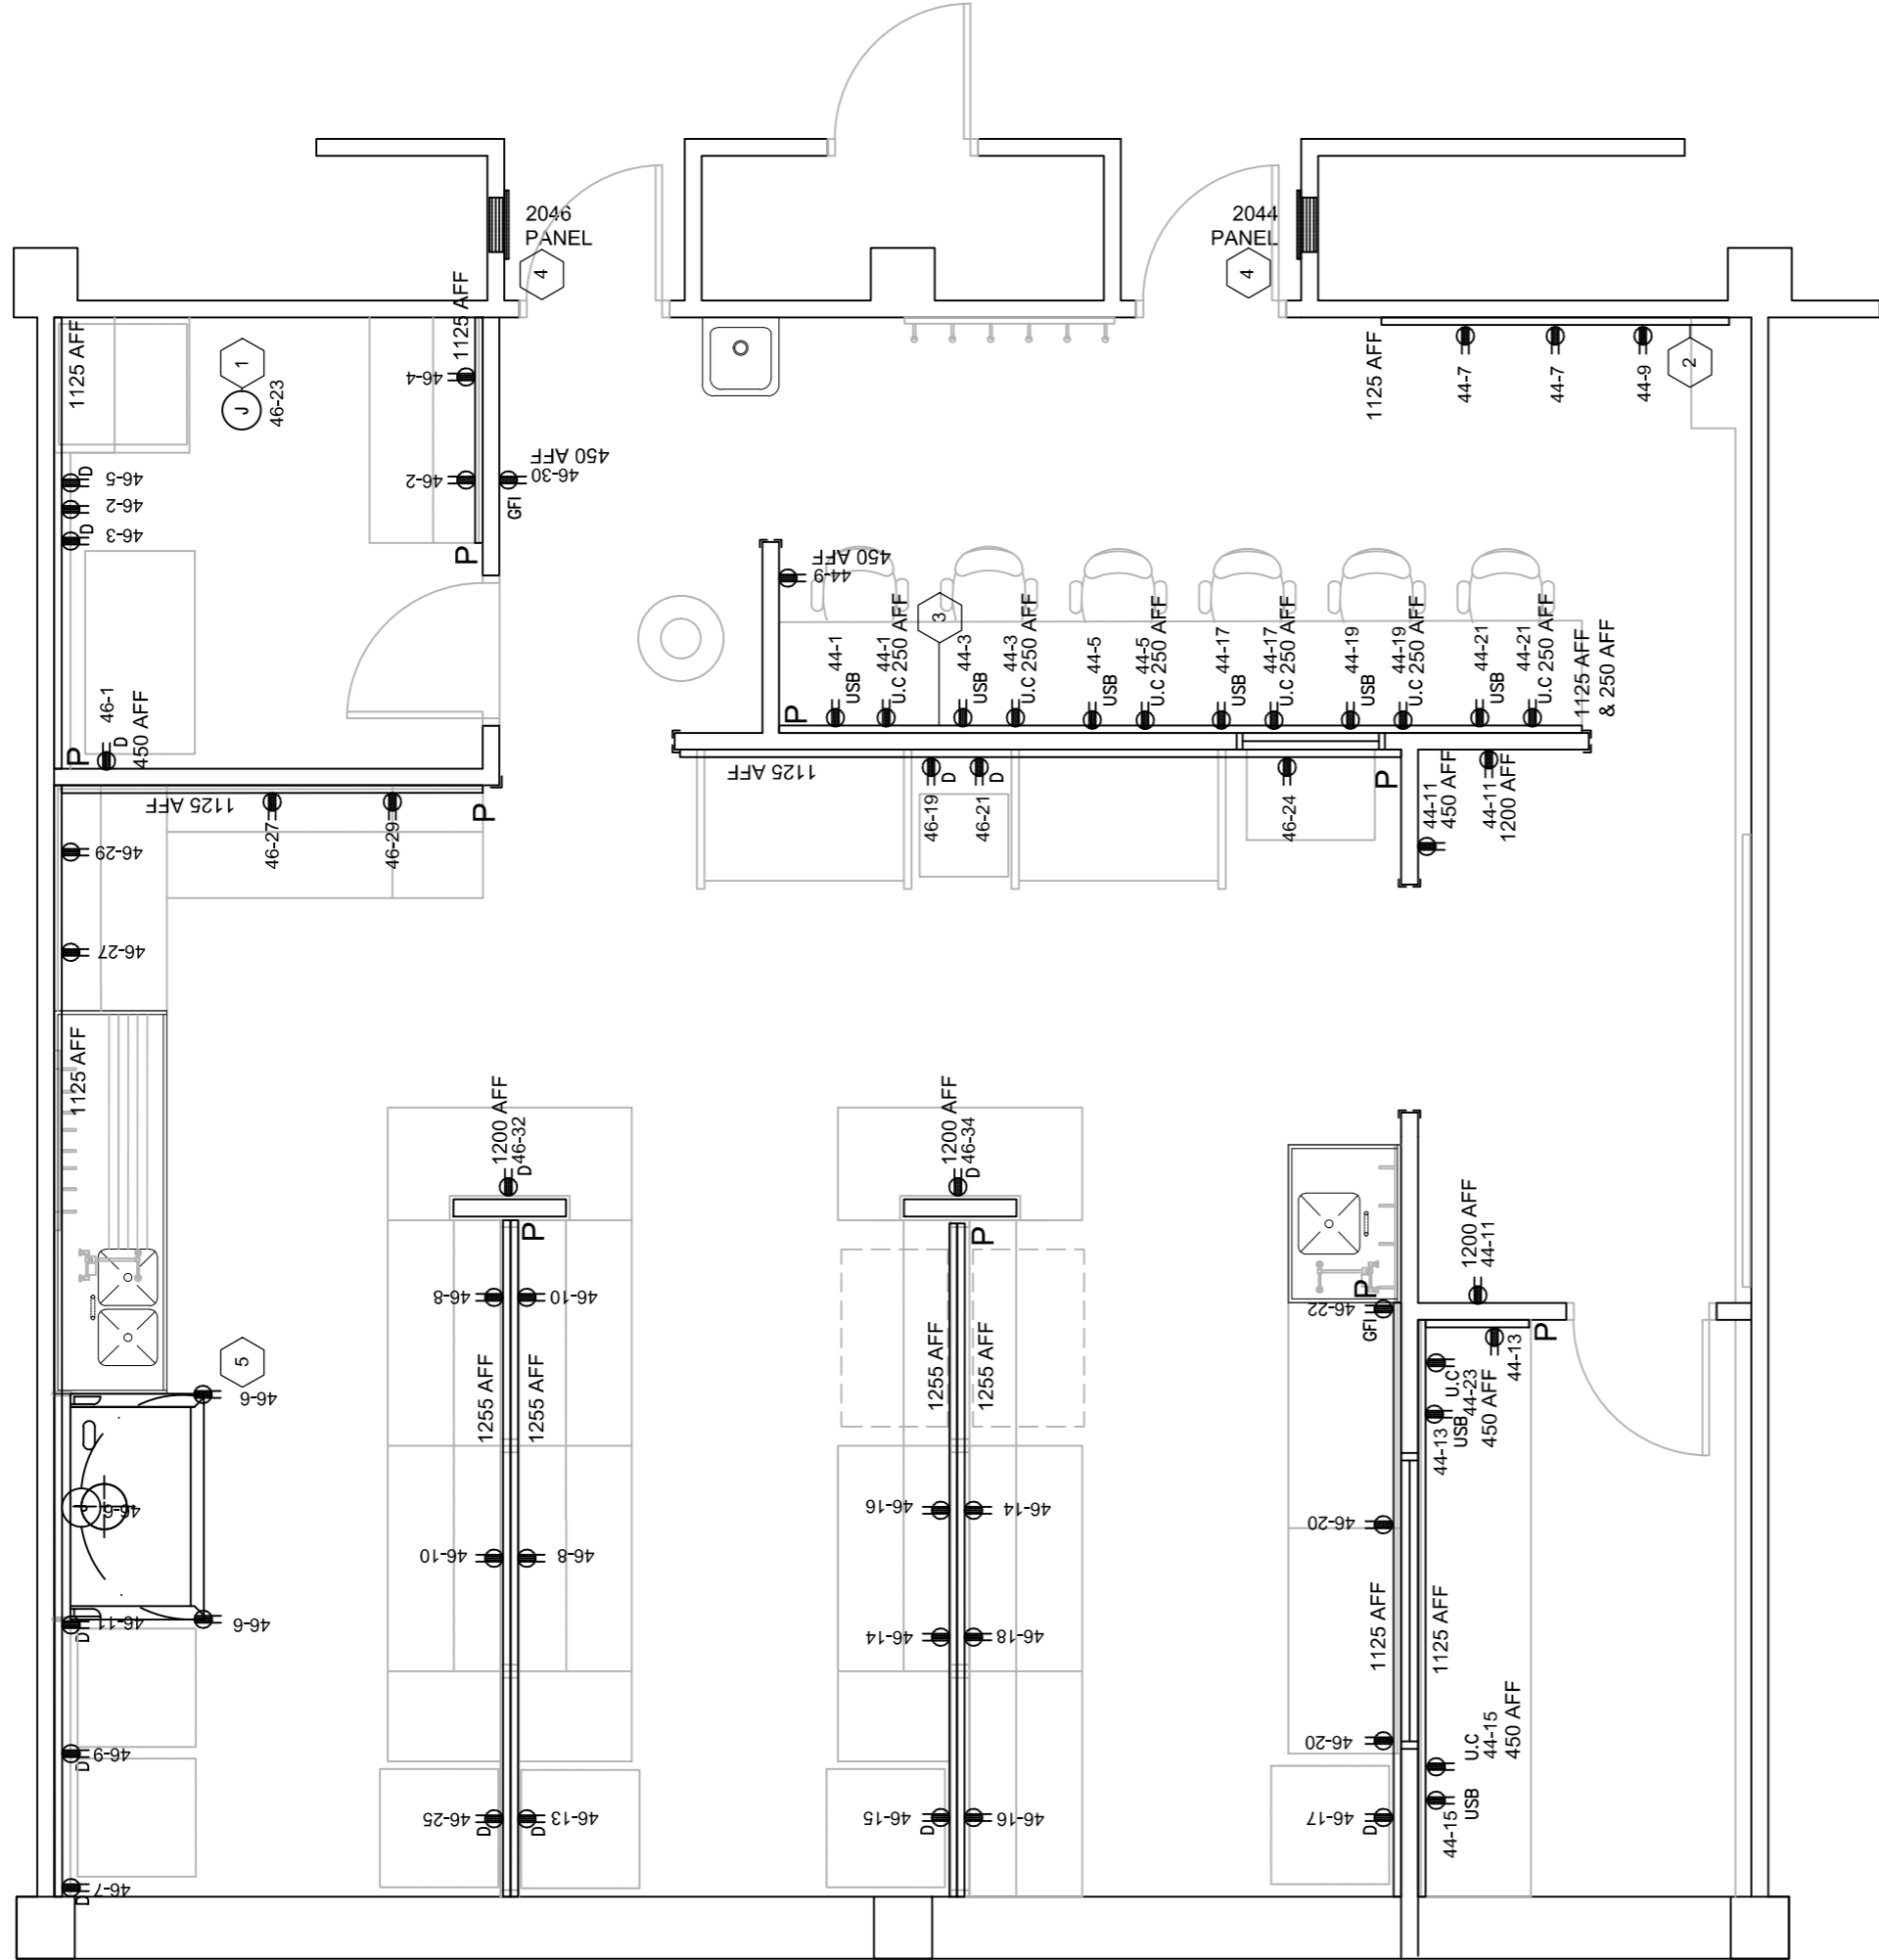 2046
PANEL
4
2044
PANEL
4
1125 AFF
1
J
46-23
1125 AFF
46-4
46-5
D
46-2
46-3
D
46-2
46-30
450 AFF
GFI
P
1125 AFF
44-7
44-7
44-9
2
44-9
450 AFF
3
44-1
USB
44-1
U.C 250 AFF
44-3
USB
44-3
U.C 250 AFF
44-5
USB
44-5
U.C 250 AFF
44-17
USB
44-17
U.C 250 AFF
44-19
USB
44-19
U.C 250 AFF
44-21
USB
44-21
U.C 250 AFF
1125 AFF
& 250 AFF
P
P
46-1
D
450 AFF
1125 AFF
46-27
46-29
P
46-29
46-27
1125 AFF
1125 AFF
46-19
D
46-21
D
46-24
P
44-11
450 AFF
44-11
1200 AFF
1200 AFF
46-32
D
1200 AFF
46-34
D
P
P
46-8
46-10
1255 AFF
1255 AFF
1255 AFF
1255 AFF
46-10
46-8
46-16
46-14
46-14
46-18
P
46-22
GFI
1200 AFF
44-11
P
44-13
U.C
44-23
450 AFF
44-13
USB
5
46-6
46-6
46-6
46-11
D
46-9
D
46-7
D
46-25
D
46-13
D
46-15
D
46-16
46-20
46-20
46-17
D
1125 AFF
1125 AFF
U.C
44-15
450 AFF
44-15
USB